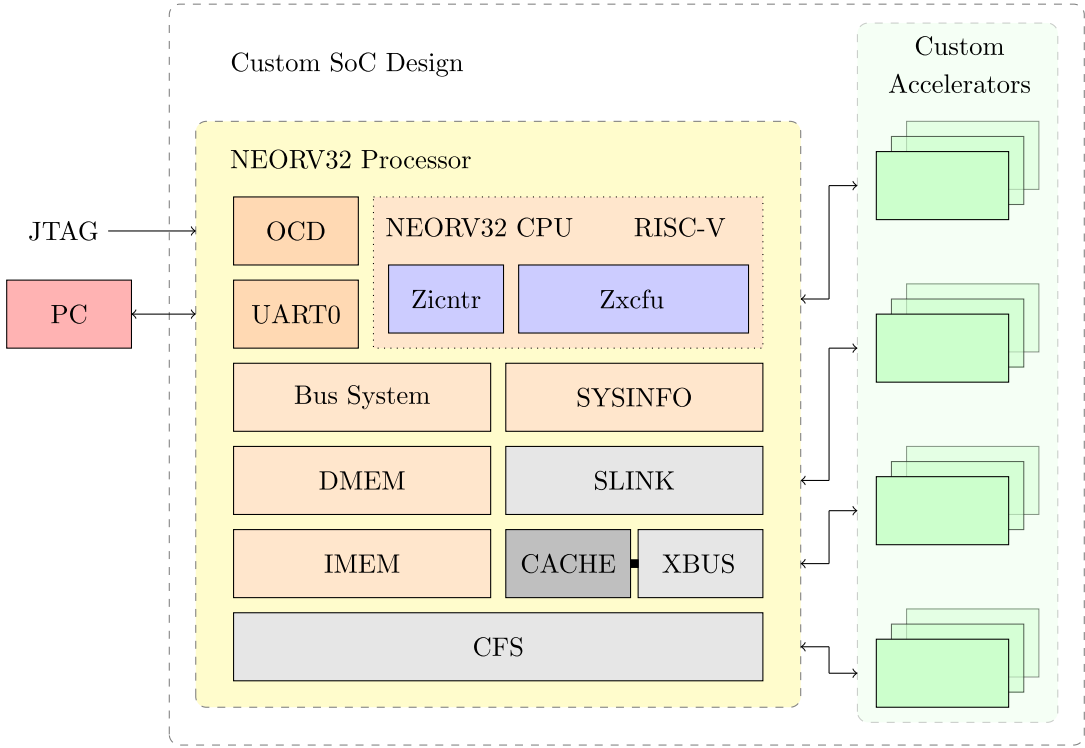 Custom SoC Design
Custom
Accelerators
NEORV32 Processor
JTAG
OCD
NEORV32 CPU
RISC-V
PC
UART0
Zicntr
Zxcfu
Bus System
SYSINFO
DMEM
SLINK
IMEM
CACHE
XBUS
CFS